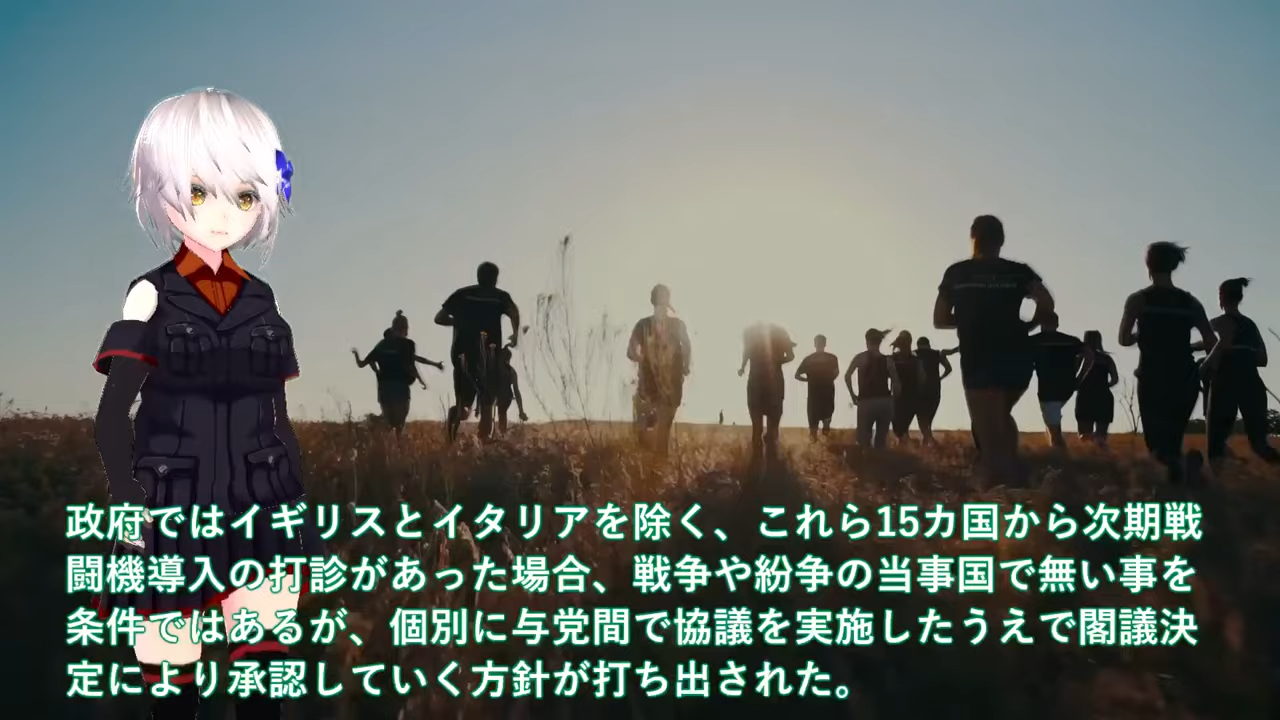 政府ではイギリスとイタリアを除く、これら15カ国から次期戦
闘機導入の打診があった場合、戦争や紛争の当事国で無い事を
条件ではあるが、個別に与党間で協議を実施したうえで閣議決
定により承認していく方針が打ち出された。